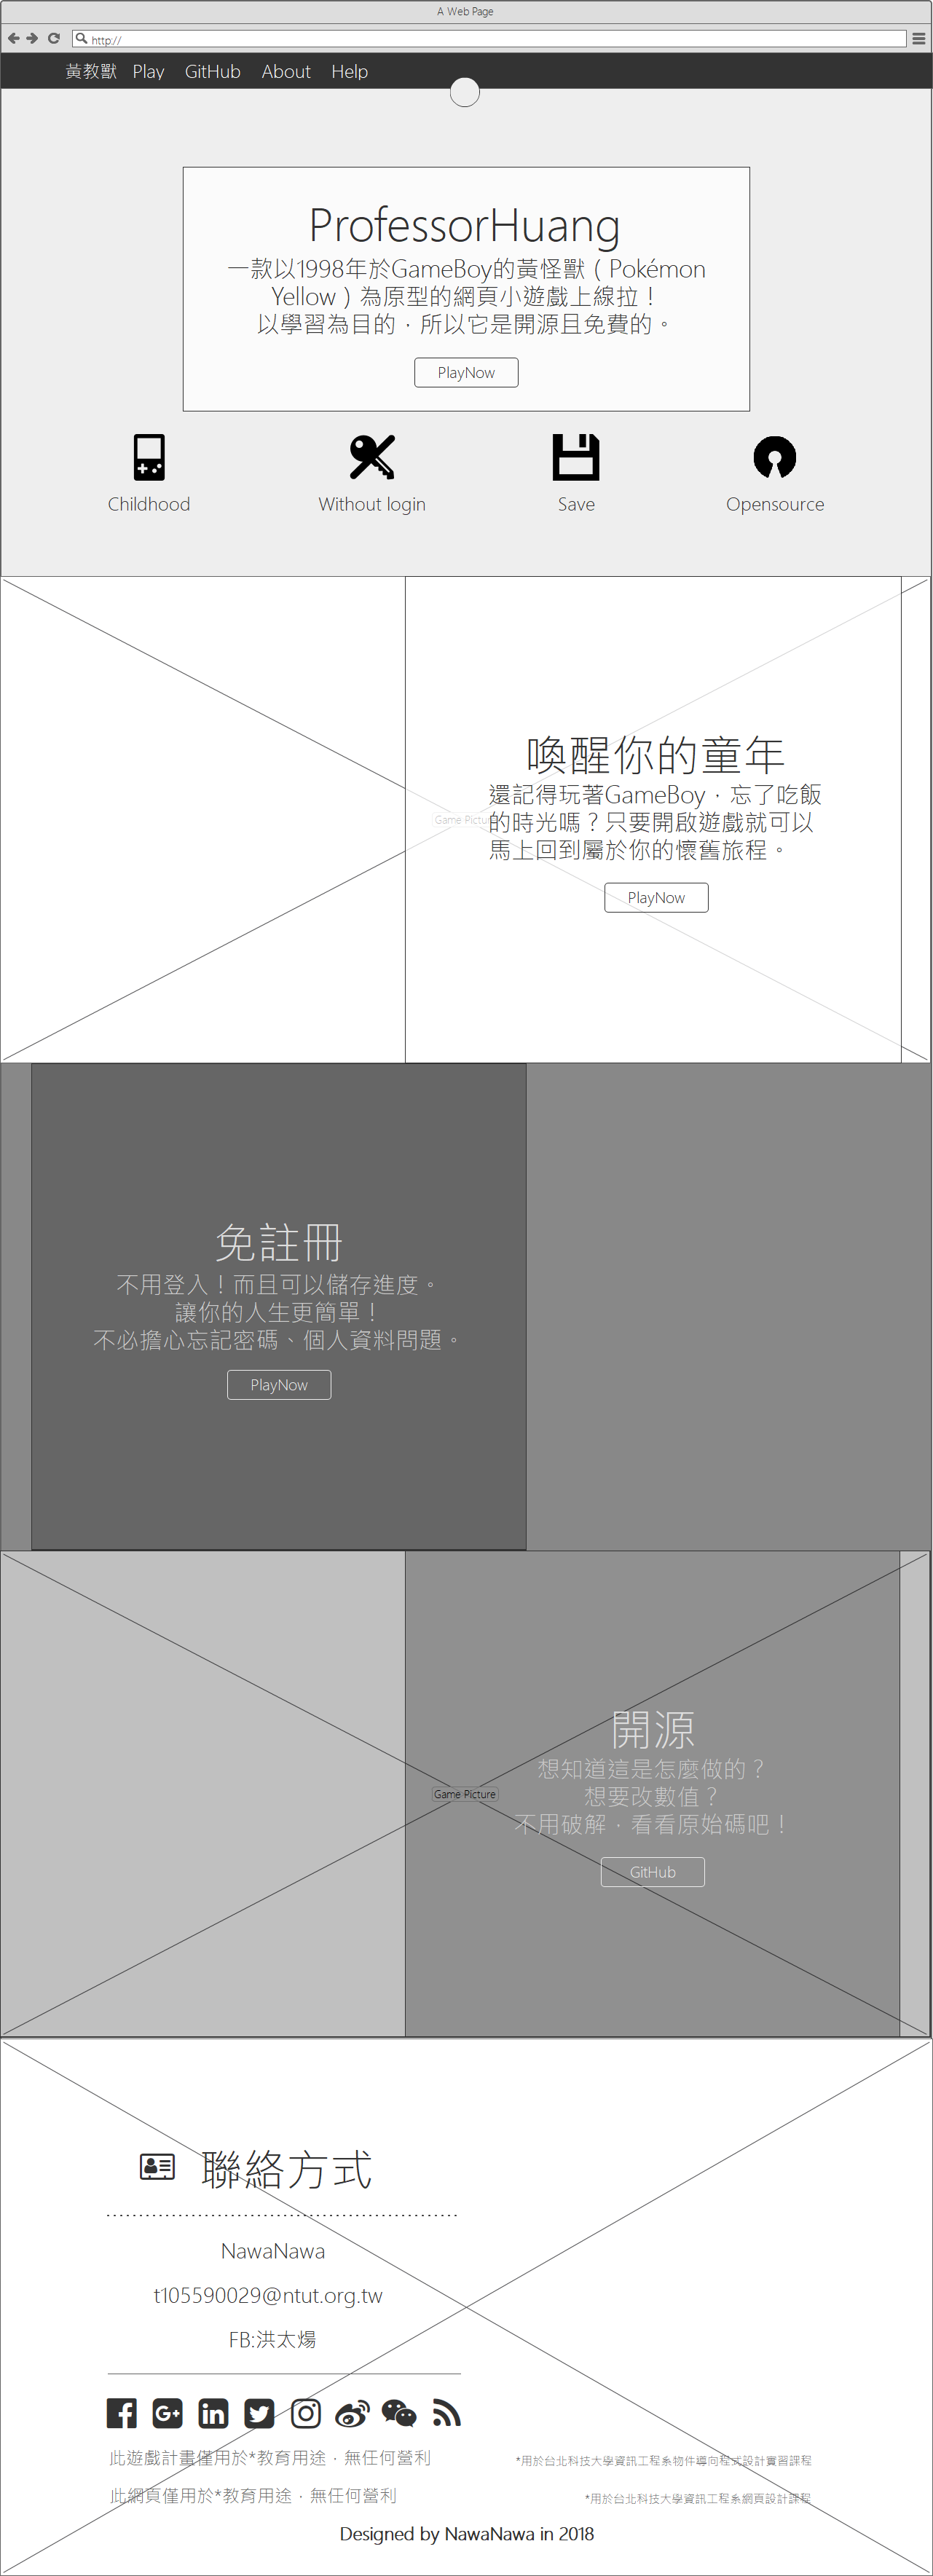 A Web Page
http://
黃教獸 Play GitHub About Help
ProfessorHuang
一款以1998年於GameBoy的黃怪獸（Pokémon
Yellow）為原型的網頁小遊戲上線拉！
以學習為目的，所以它是開源且免費的。
PlayNow
Childhood Without login Save Opensource
喚醒你的童年
還記得玩著GameBoy，忘了吃飯
的時光嗎？只要開啟遊戲就可以
馬上回到屬於你的懷舊旅程。
Game Picture
PlayNow
免註冊
不用登入！而且可以儲存進度。
讓你的人生更簡單！
不必擔心忘記密碼、個人資料問題。
PlayNow
開源
想知道這是怎麼做的？
想要改數值？
不用破解，看看原始碼吧！
Game Picture
GitHub
聯絡方式
NawaNawa
t105590029@ntut.org.tw
FB:洪太煬
此遊戲計畫僅用於*教育用途，無任何營利
*用於台北科技大學資訊工程系物件導向程式設計實習課程
此網頁僅用於*教育用途，無任何營利
*用於台北科技大學資訊工程系網頁設計課程
Designed by NawaNawa in 2018